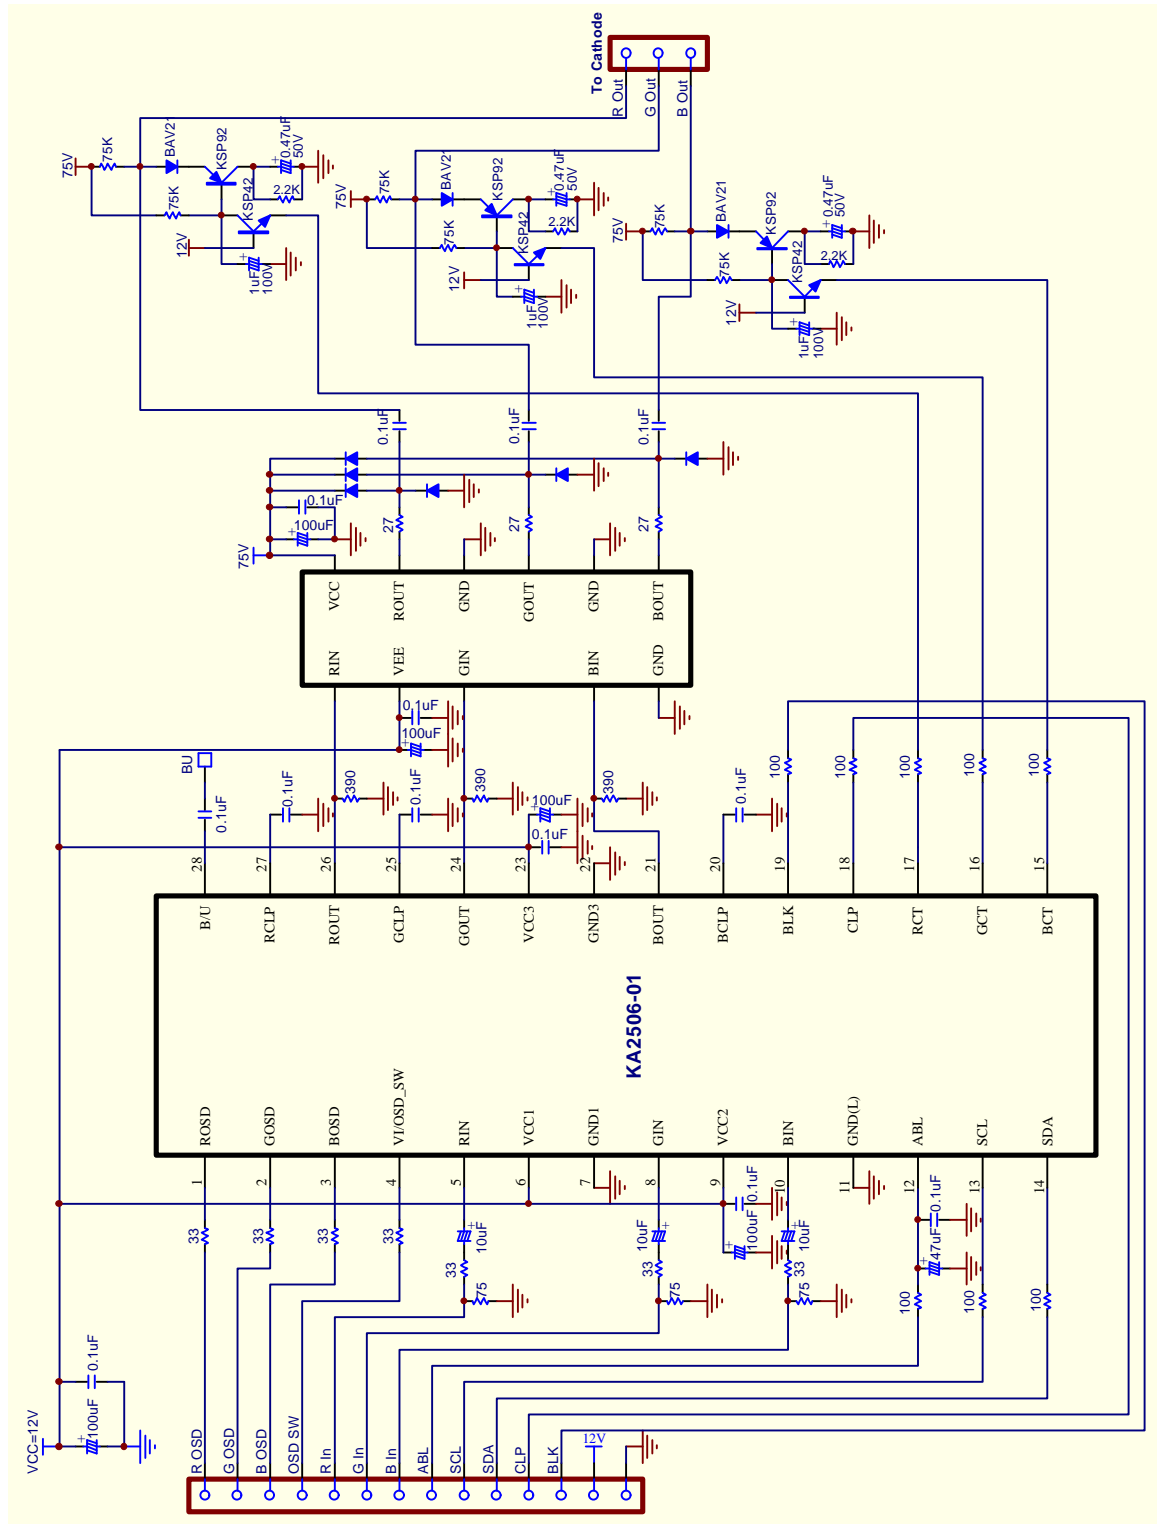 To Cathode
R Out
G Out
B Out
75V
75K
BAV21
KSP92
0.47uF
50V
75K
KSP42
2.2K
12V
1uF
100V
75V
75K
BAV21
KSP92
0.47uF
50V
75K
KSP42
2.2K
12V
1uF
100V
75V
75K
BAV21
KSP92
0.47uF
50V
75K
KSP42
2.2K
12V
1uF
100V
0.1uF
0.1uF
0.1uF
0.1uF
100uF
75V
27
27
27
VCC
ROUT
GND
GOUT
GND
BOUT
RIN
VEE
GIN
BIN
GND
0.1uF
100uF
BU
0.1uF
0.1uF
390
0.1uF
390
100uF
0.1uF
390
0.1uF
100
100
100
100
100
28
27
26
25
24
23
22
21
20
19
18
17
16
15
B/U
RCLP
ROUT
GCLP
GOUT
VCC3
GND3
BOUT
BCLP
BLK
CLP
RCT
GCT
BCT
KA2506-01
ROSD
GOSD
BOSD
VI/OSD_SW
RIN
VCC1
GND1
GIN
VCC2
BIN
GND(L)
ABL
SCL
SDA
1
2
3
4
5
6
7
8
9
10
11
12
13
14
33
33
33
33
10uF
33
75
10uF
33
75
0.1uF
100uF
10uF
33
75
0.1uF
47uF
100
100
100
VCC=12V
100uF
0.1uF
R OSD
G OSD
B OSD
OSD SW
R In
G In
B In
ABL
SCL
SDA
CLP
BLK
12V